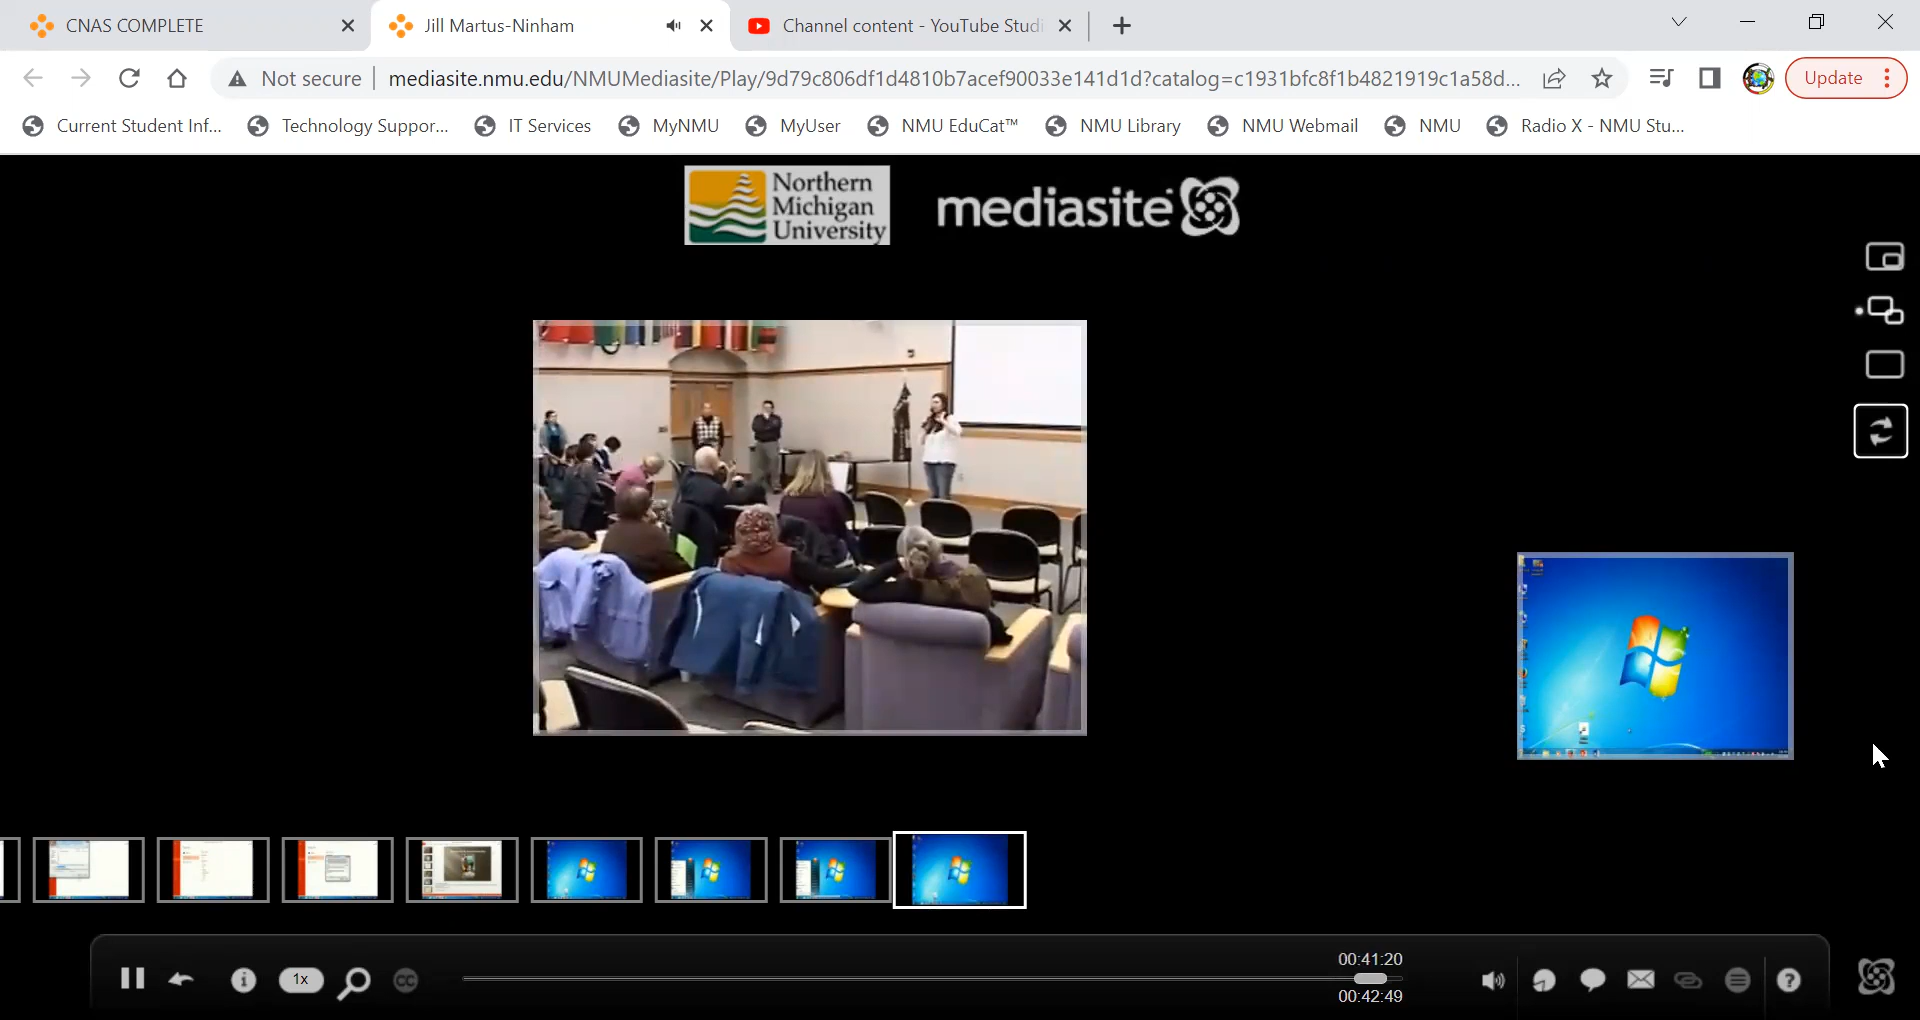 CNAS COMPLETE
Jill Martus-Ninham
Channel content - YouTube Studi
Not secure
mediasite.nmu.edu/NMUMediasite/Play/9d79c806df1d4810b7acef90033e141d1d?catalog=c1931bfc8f1b4821919c1a58d...
Update
Current Student Inf...
Technology Suppor...
IT Services
MyNMU
MyUser
NMU EduCat™
NMU Library
NMU Webmail
NMU
Radio X - NMU Stu...
Northern
Michigan
University
mediasite
00:41:20
1x
CC
00:42:49